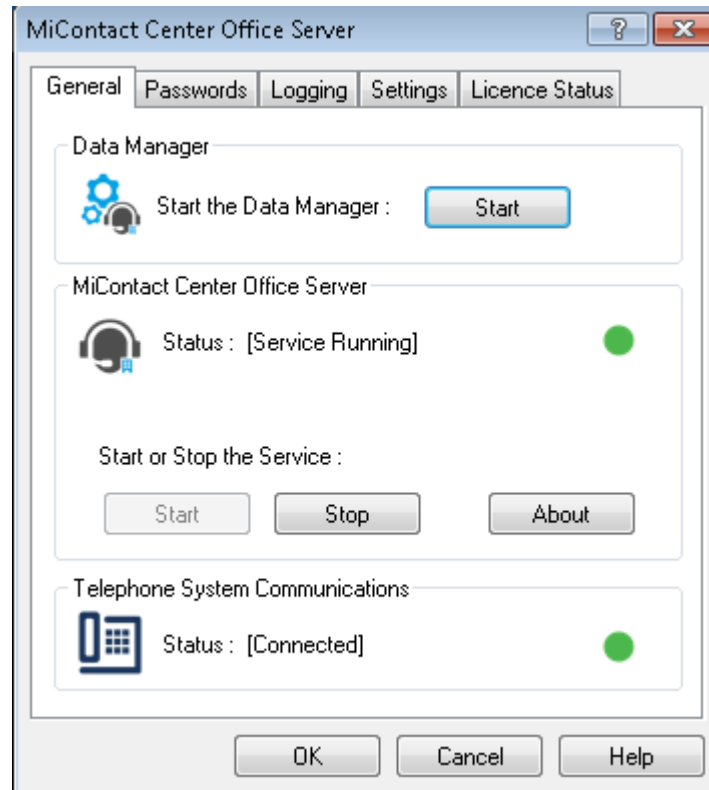 MiContact Center Office Server
General Passwords Logging Settings Licence Status
Data Manager
Start the Data Manager : Start
MiContact Center Office Server
Status : [Service Running]
Start or Stop the Service :
Start Stop About
Telephone System Communications
Status : [Connected]
OK Cancel Help